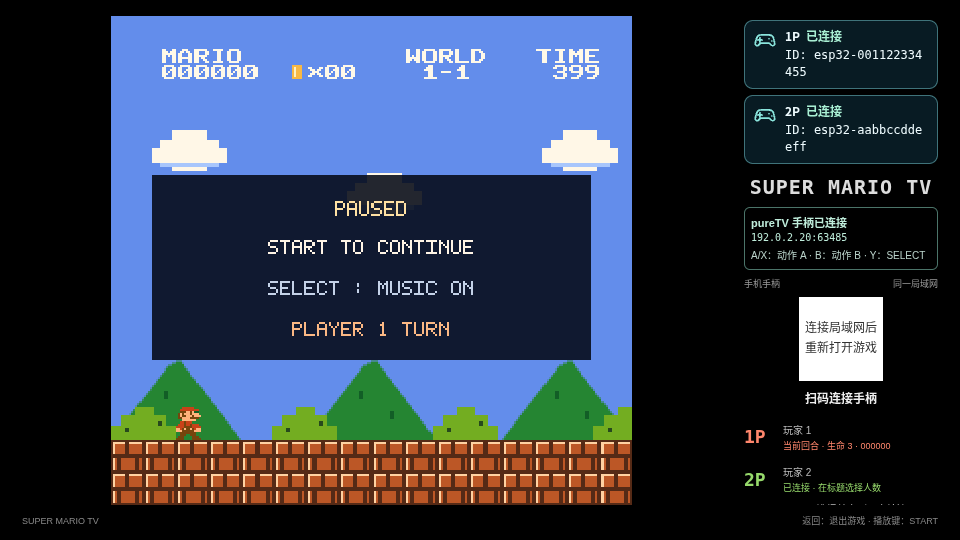 MARIO WORLD TIME
000000 x00 1-1 399
PAUSED
START TO CONTINUE
SELECT : MUSIC ON
PLAYER 1 TURN
1P 已连接
ID: esp32-001122334
455
2P 已连接
ID: esp32-aabbccdde
eff
SUPER MARIO TV
pureTV 手柄已连接
192.0.2.20:63485
A/X: 动作 A · B: 动作 B · Y: SELECT
手机手柄 同一局域网
连接局域网后
重新打开游戏
扫码连接手柄
1P 玩家 1
当前回合 · 生命 3 · 000000
2P 玩家 2
已连接 · 在标题选择人数
SUPER MARIO TV
返回: 退出游戏 · 播放键: START